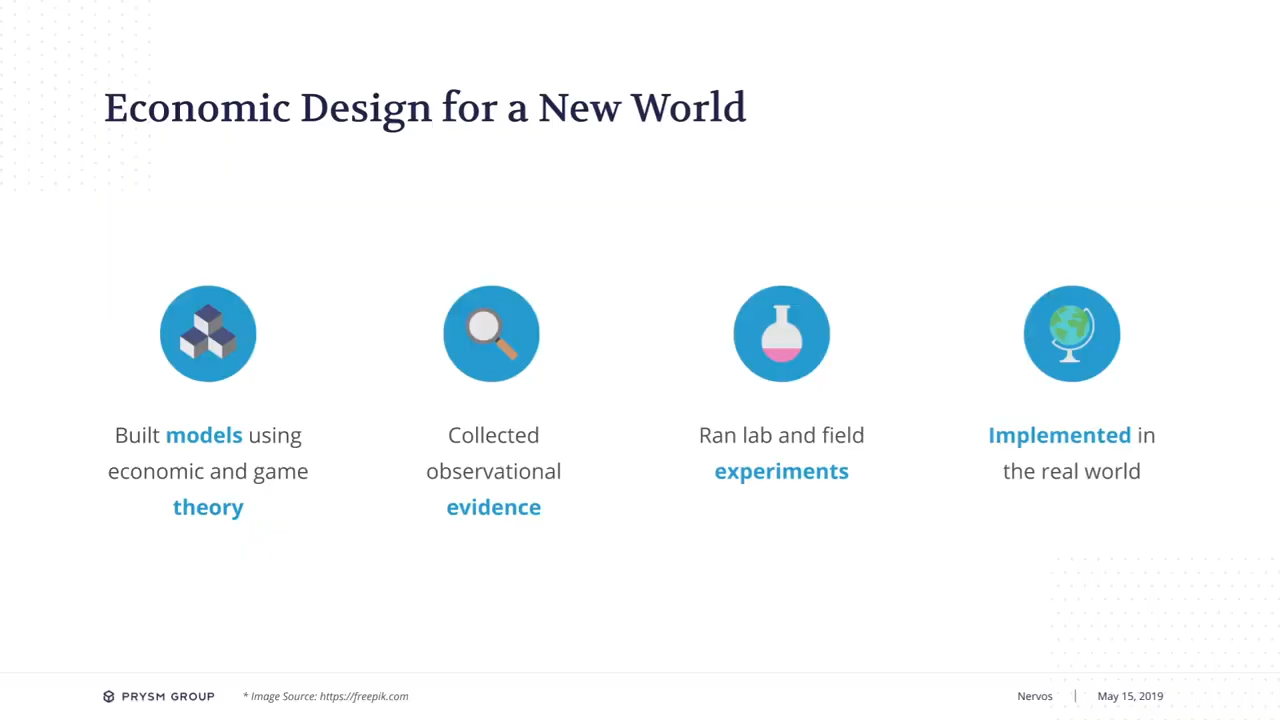 Economic Design for a New World
Built models using
economic and game
theory
Collected
observational
evidence
Ran lab and field
experiments
Implemented in
the real world
PRYSM GROUP
* Image Source: https://freepik.com
Nervos | May 15, 2019